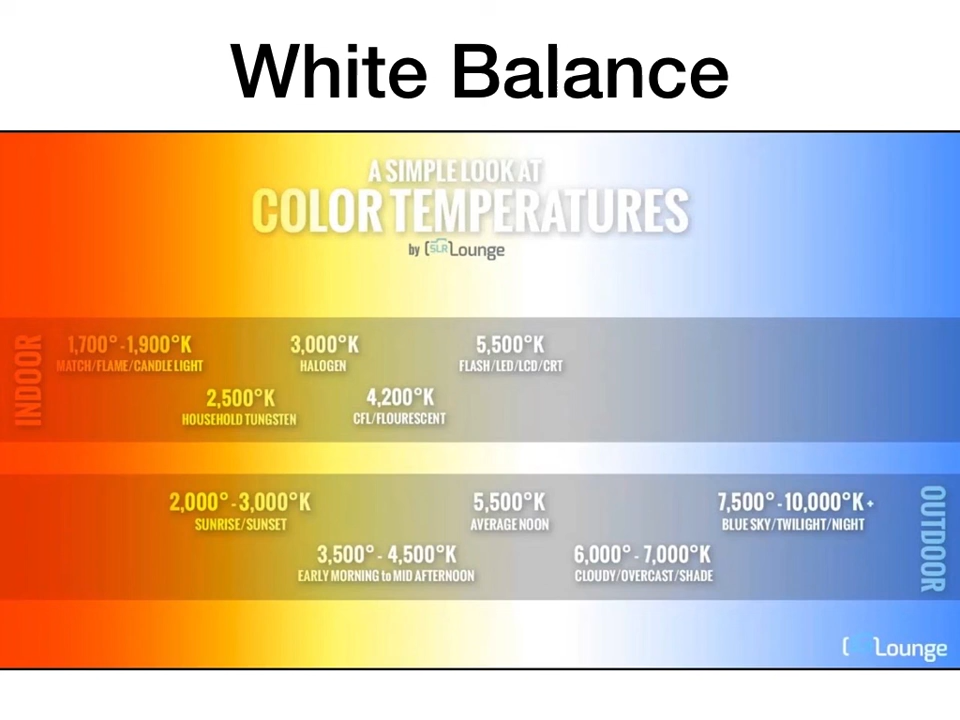 White Balance
A SIMPLE LOOK AT
COLOR TEMPERATURES
by [SLR]Lounge
INDOOR
1,700° - 1,900°K
MATCH/FLAME/CANDLE LIGHT
3,000°K
HALOGEN
5,500°K
FLASH/LED/LCD/CRT
2,500°K
HOUSEHOLD TUNGSTEN
4,200°K
CFL/FLOURESCENT
2,000° - 3,000°K
SUNRISE/SUNSET
5,500°K
AVERAGE NOON
7,500° - 10,000°K+
BLUE SKY/TWILIGHT/NIGHT
OUTDOOR
3,500° - 4,500°K
EARLY MORNING to MID AFTERNOON
6,000° - 7,000°K
CLOUDY/OVERCAST/SHADE
[SLR]Lounge